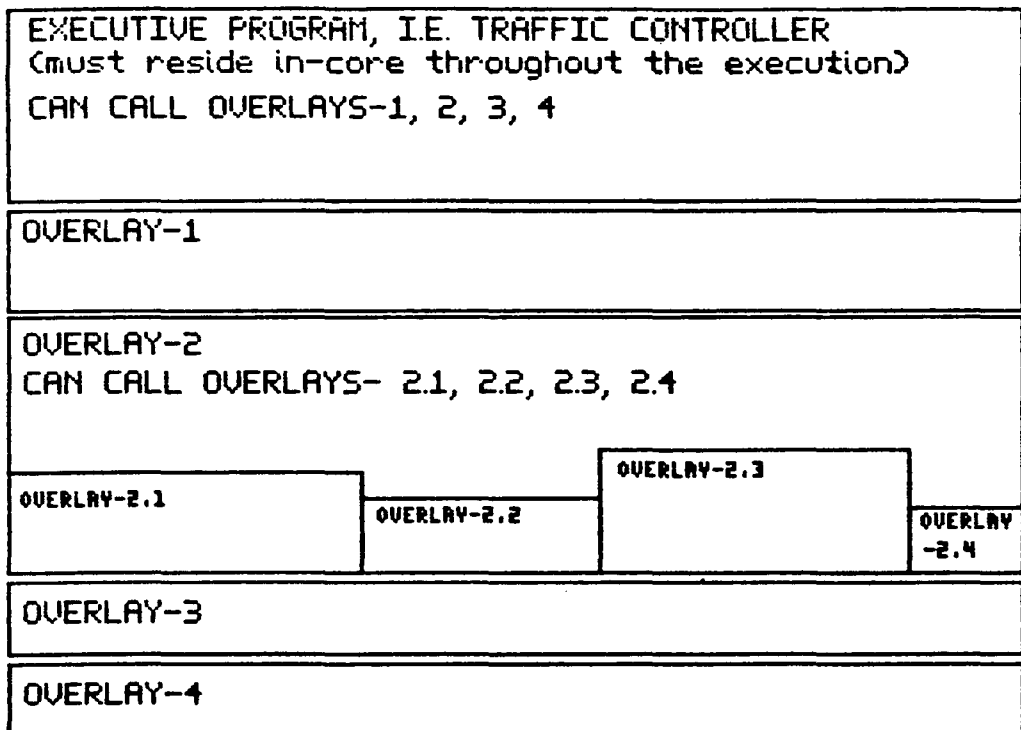 EXECUTIVE PROGRAM, I.E. TRAFFIC CONTROLLER
(must reside in-core throughout the execution)
CAN CALL OVERLAYS-1, 2, 3, 4
OVERLAY-1
OVERLAY-2
CAN CALL OVERLAYS- 2.1, 2.2, 2.3, 2.4
OVERLAY-2.1
OVERLAY-2.2
OVERLAY-2.3
OVERLAY
-2.4
OVERLAY-3
OVERLAY-4